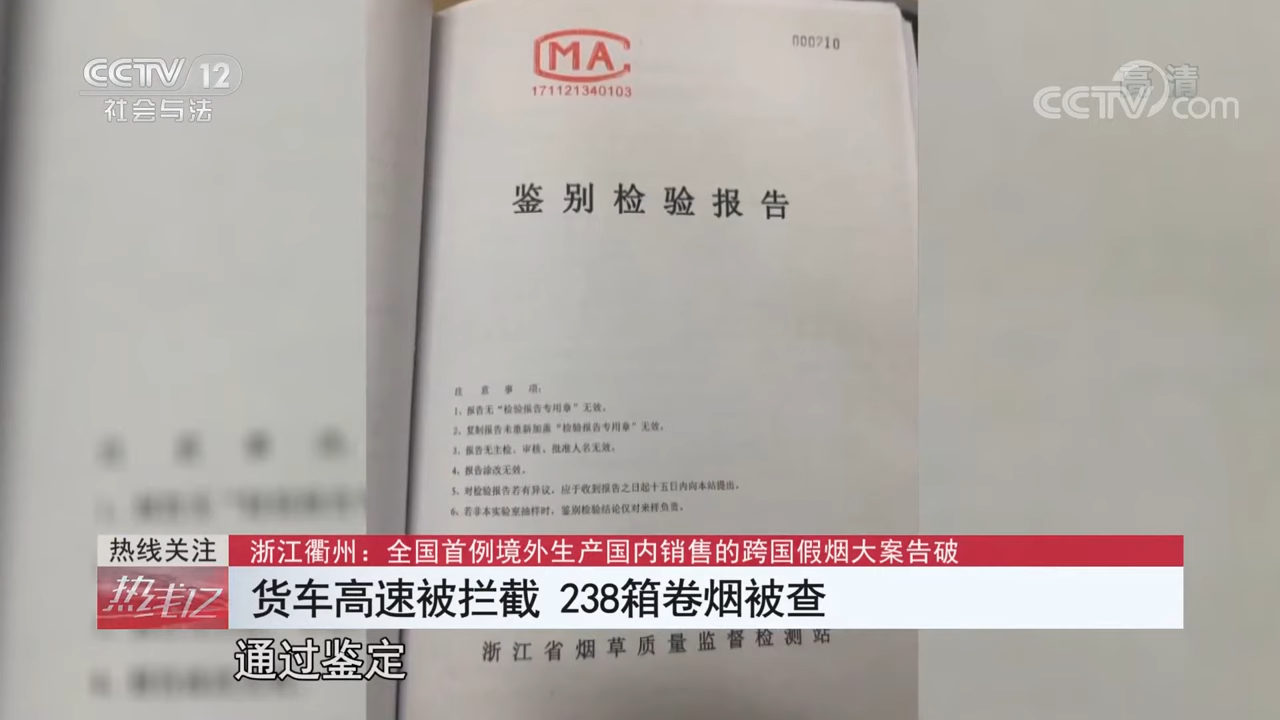 CCTV 12
社会与法
高清
CCTV.com
MA
171121340103
000210
鉴别检验报告
注意事项:
1、报告无“检验报告专用章”无效。
2、复制报告未重新加盖“检验报告专用章”无效。
3、报告无主检、审核、批准人名无效。
4、报告涂改无效。
5、对检验报告若有异议,应于收到报告之日起十五日内向本站提出。
6、若非本实验室抽样时,鉴别检验结论仅对来样负责。
热线关注
浙江衢州:全国首例境外生产国内销售的跨国假烟大案告破
热线12
货车高速被拦截 238箱卷烟被查
浙江省烟草质量监督检测站
通过鉴定